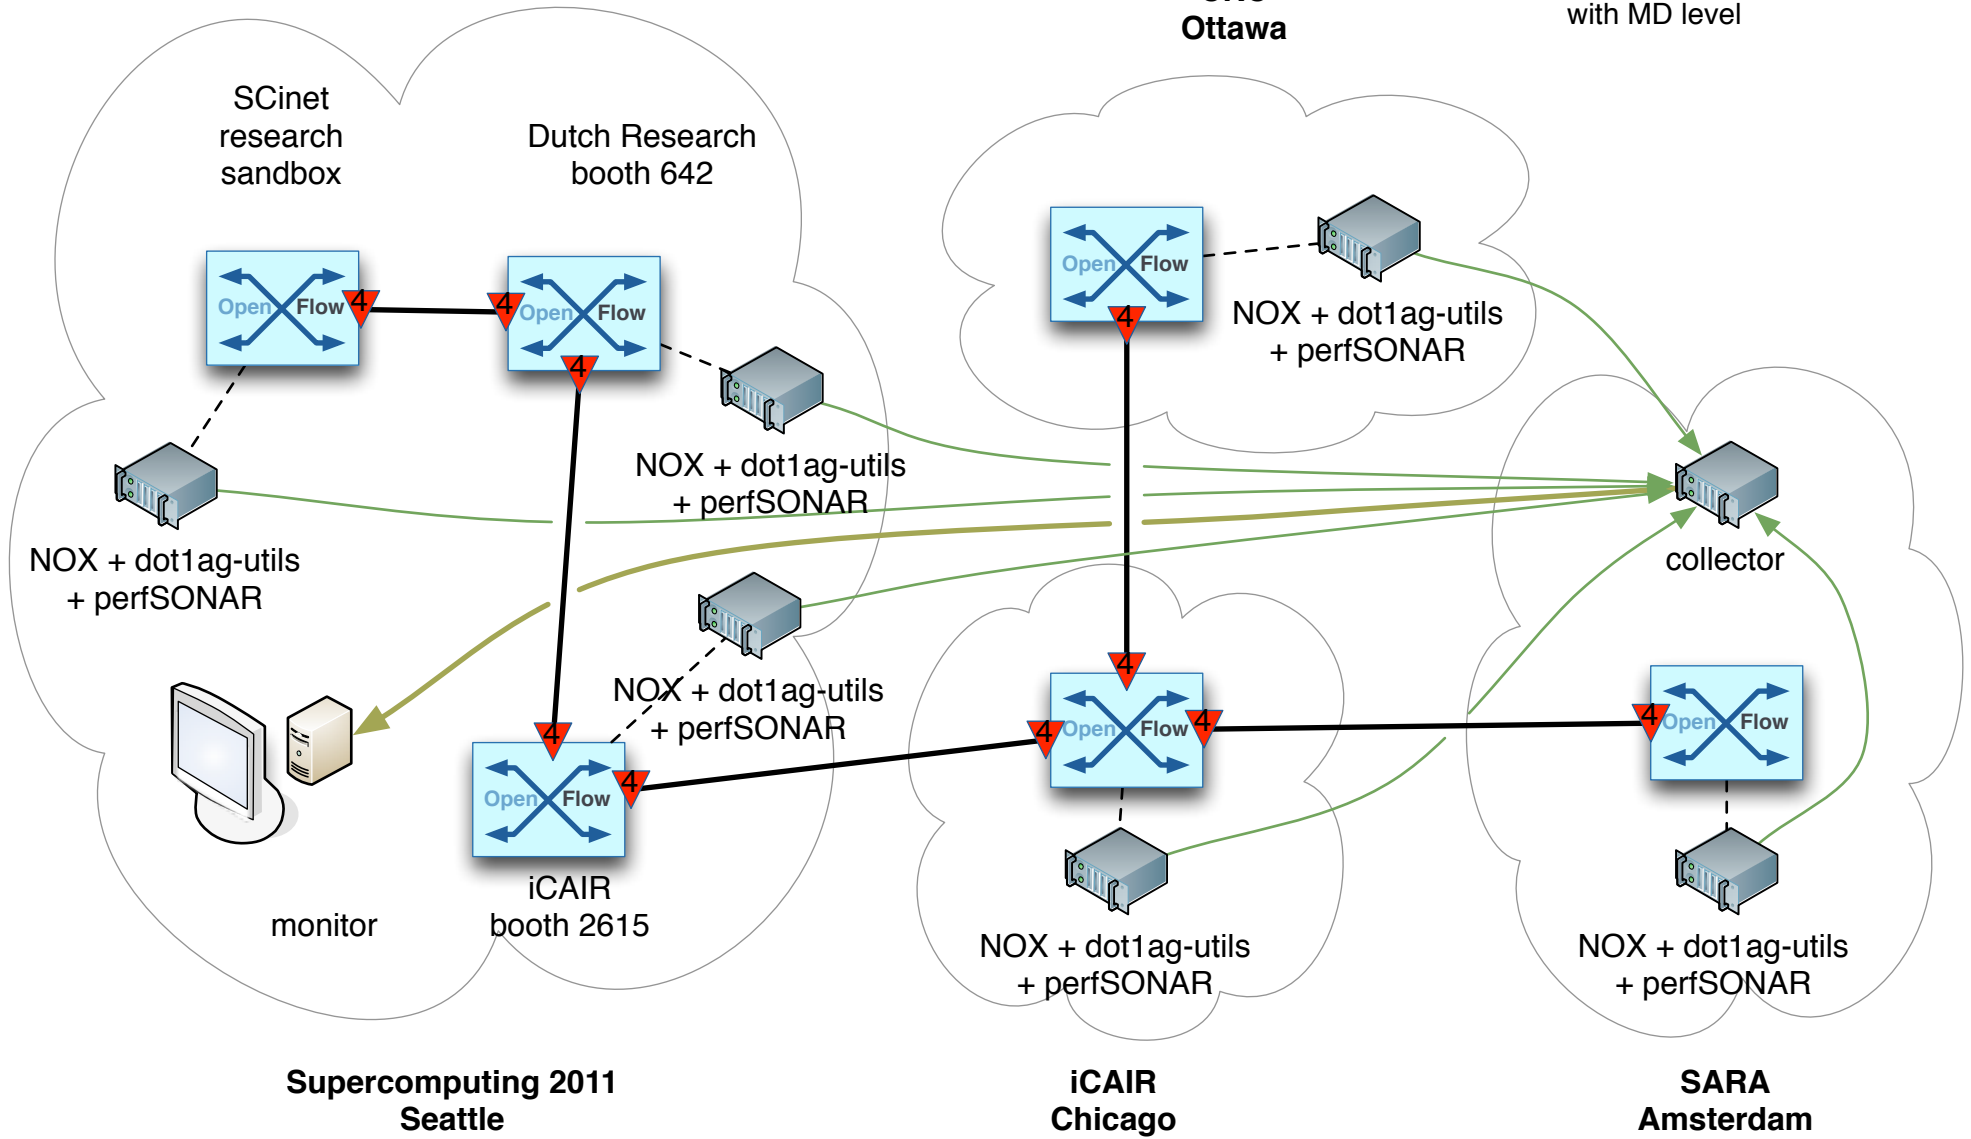 Ottawa
with MD level
SCinet
research
sandbox
Dutch Research
booth 642
Open Flow
4
4
Open Flow
4
Open Flow
4
NOX + dot1ag-utils
+ perfSONAR
NOX + dot1ag-utils
+ perfSONAR
NOX + dot1ag-utils
+ perfSONAR
collector
NOX + dot1ag-utils
+ perfSONAR
4
Open Flow
4
iCAIR
booth 2615
monitor
4
4
Open Flow
4
4
Open Flow
NOX + dot1ag-utils
+ perfSONAR
NOX + dot1ag-utils
+ perfSONAR
Supercomputing 2011
Seattle
iCAIR
Chicago
SARA
Amsterdam